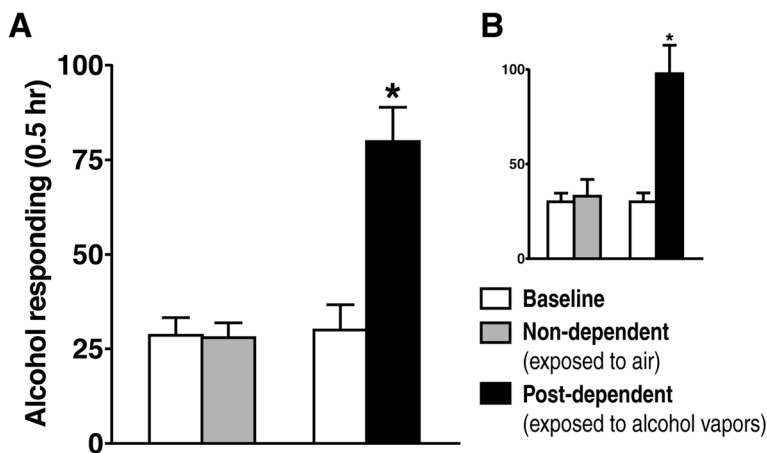 A
Alcohol responding (0.5 hr)
100
75
50
25
0
*
B
100
50
0
*
Baseline
Non-dependent
(exposed to air)
Post-dependent
(exposed to alcohol vapors)